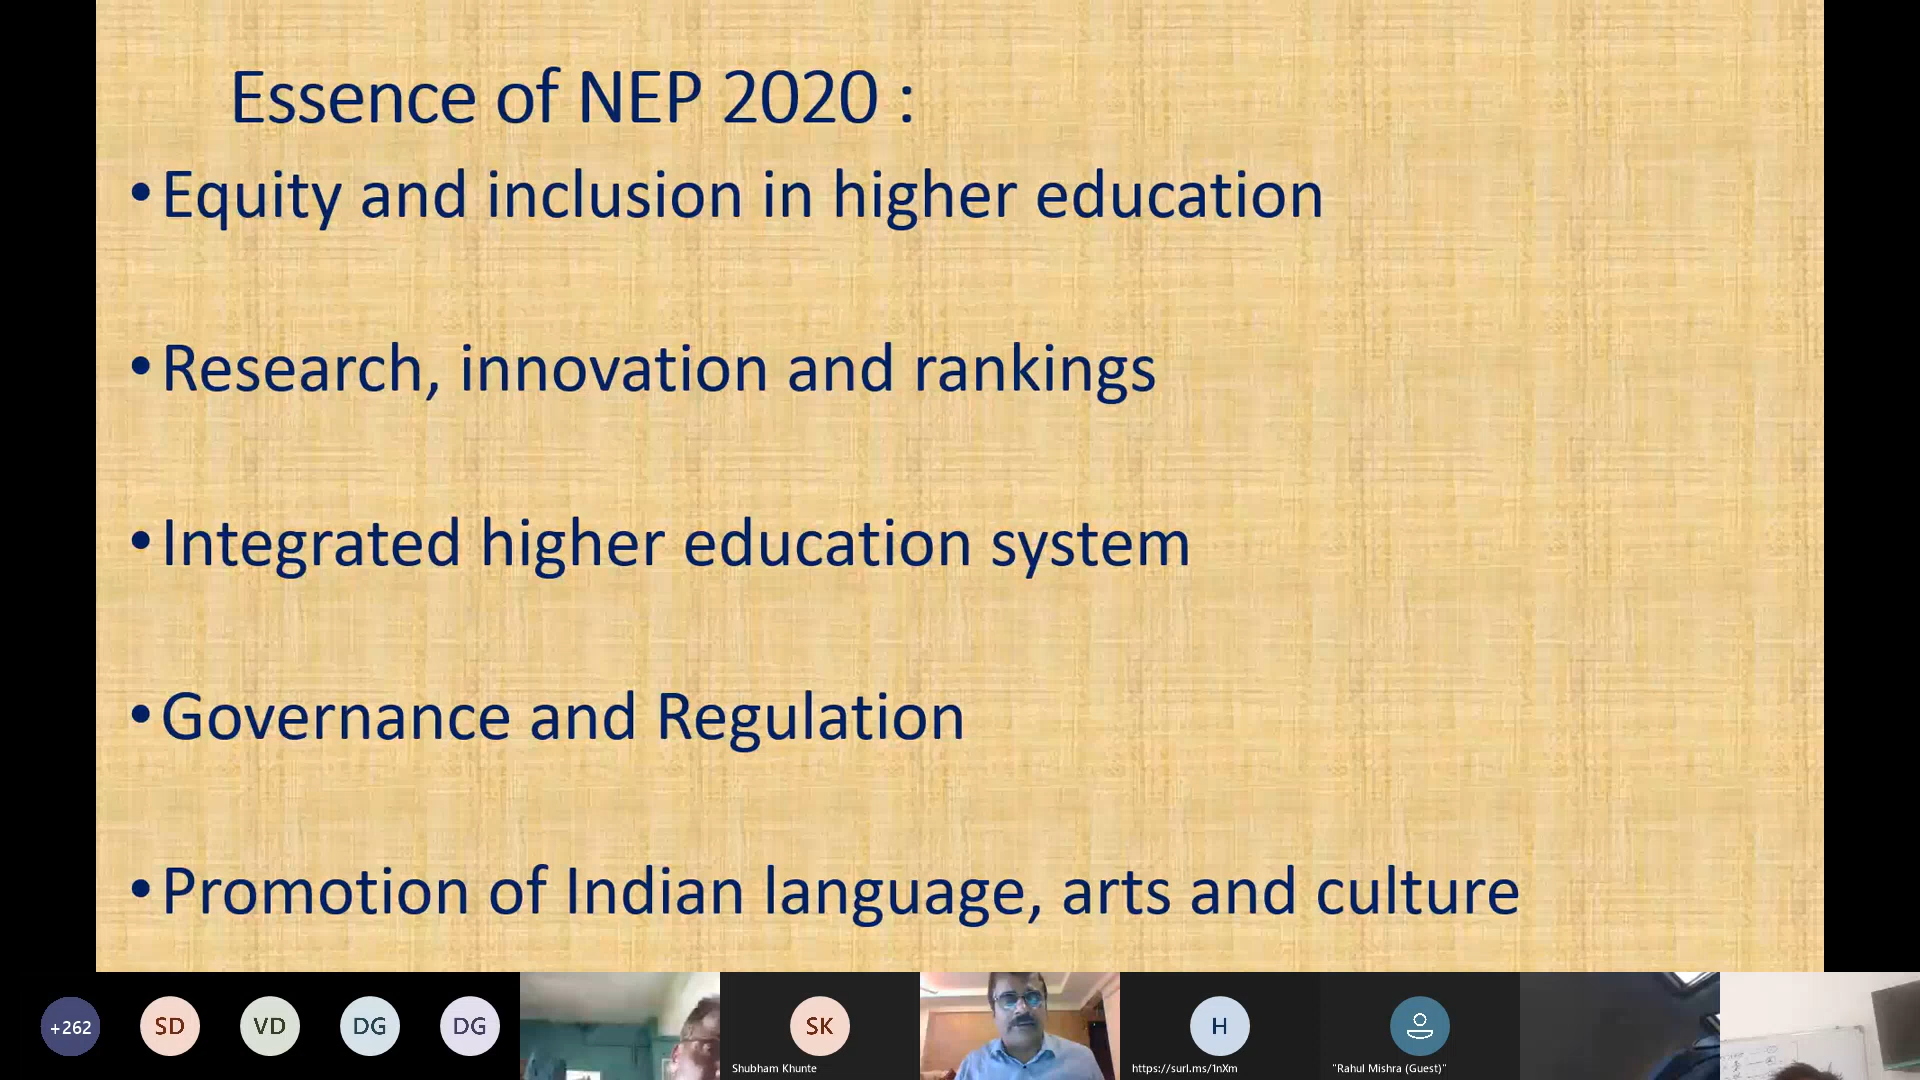 Essence of NEP 2020 :
•Equity and inclusion in higher education
•Research, innovation and rankings
•Integrated higher education system
•Governance and Regulation
•Promotion of Indian language, arts and culture
+262
SD
VD
DG
DG
SK
Shubham Khunte
H
https://surl.ms/1nXm
"Rahul Mishra (Guest)"